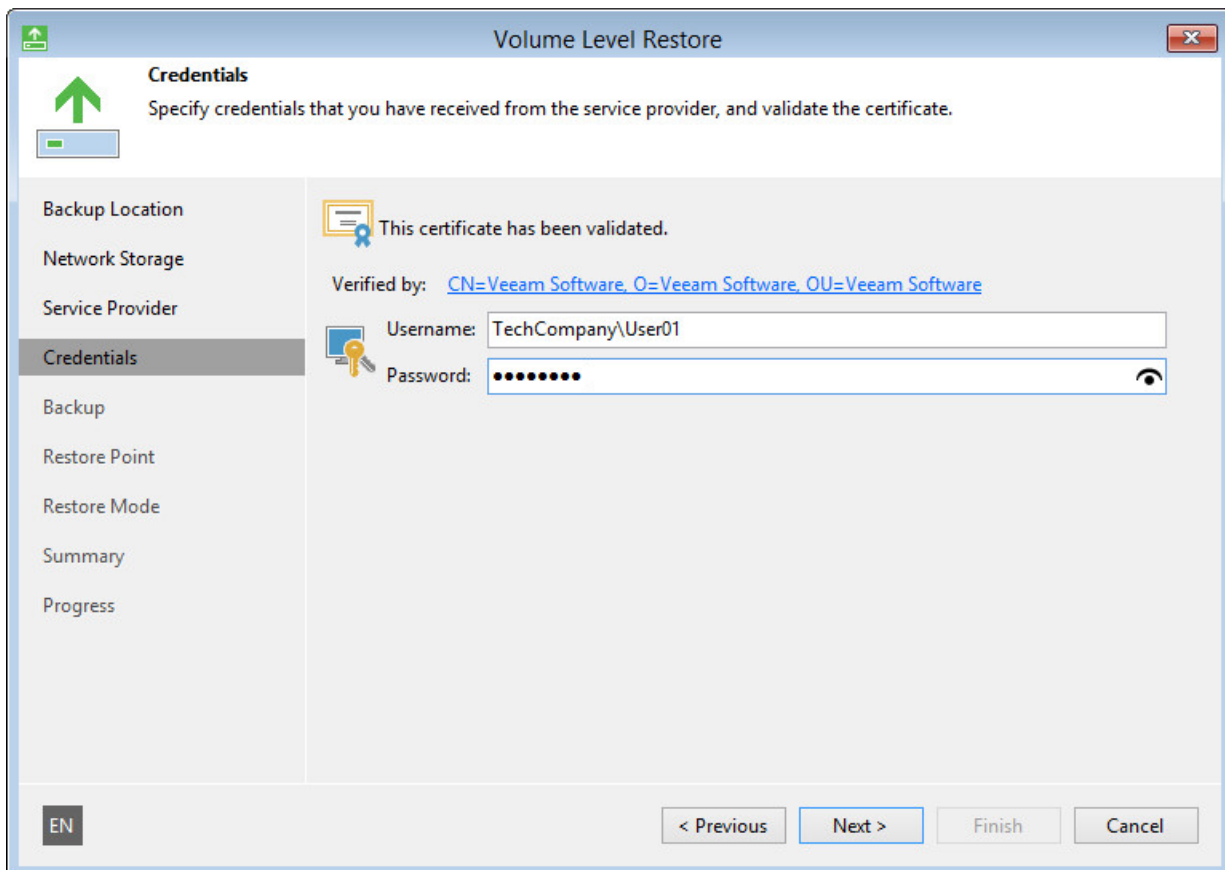 Volume Level Restore
Credentials
Specify credentials that you have received from the service provider, and validate the certificate.
Backup Location
Network Storage
Service Provider
Credentials
Backup
Restore Point
Restore Mode
Summary
Progress
This certificate has been validated.
Verified by: CN=Veeam Software, O=Veeam Software, OU=Veeam Software
Username: TechCompany\User01
Password: ••••••••
EN
< Previous Next > Finish Cancel